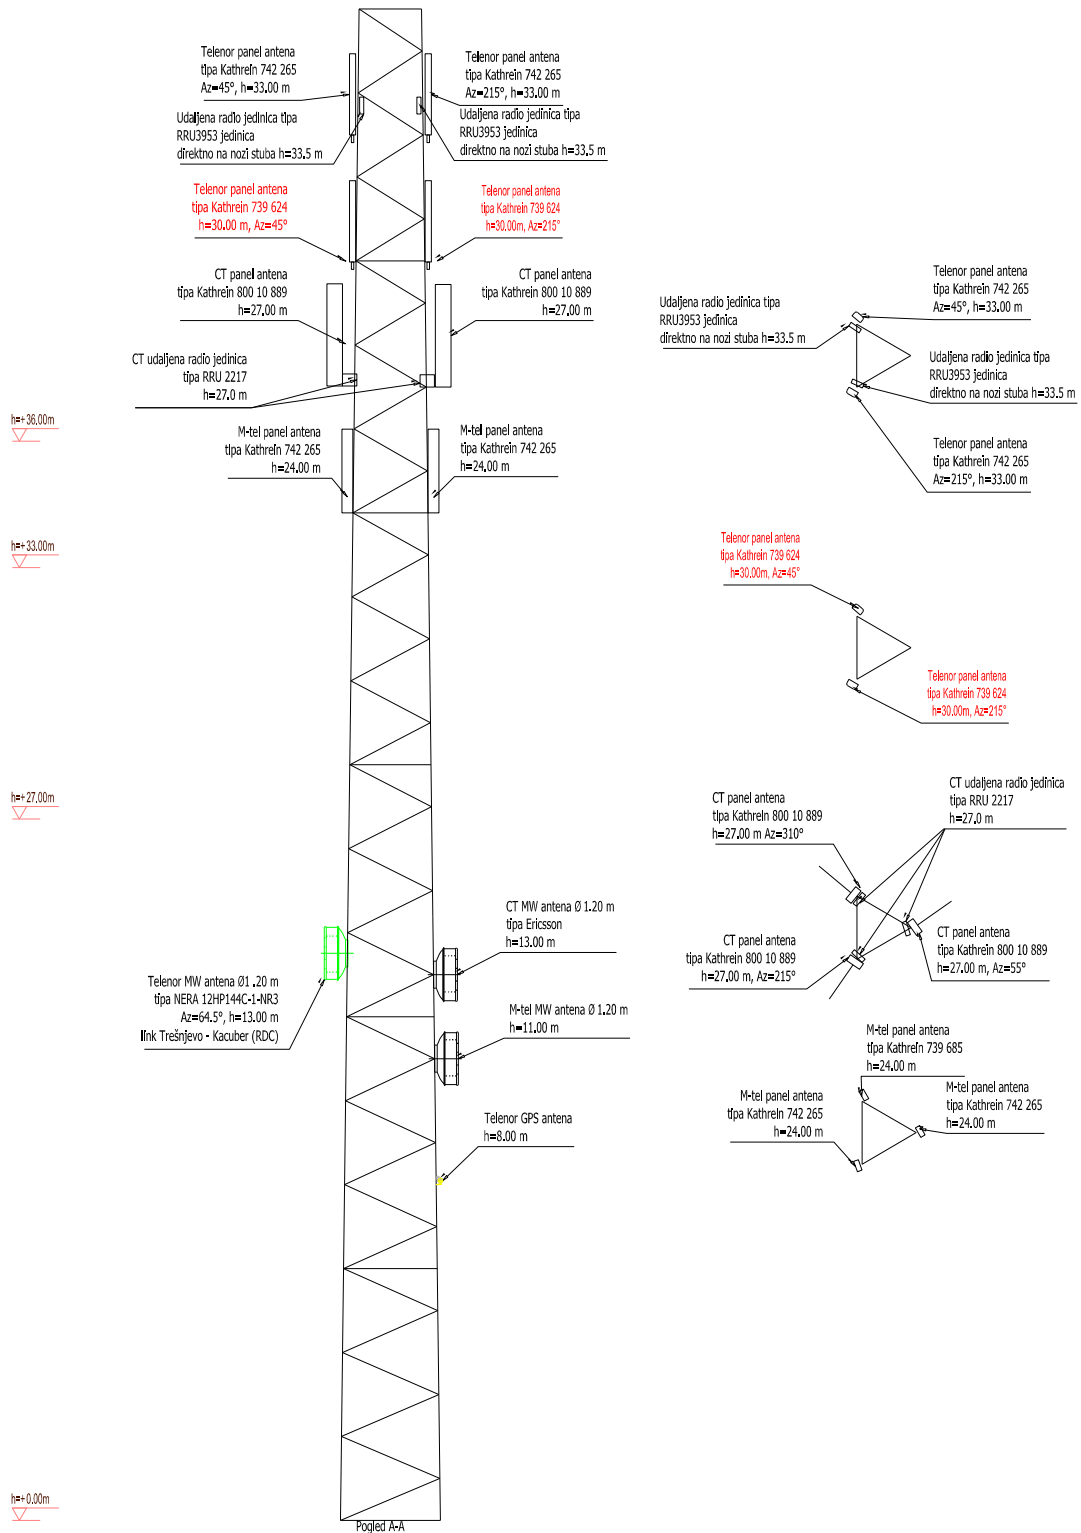 Telenor panel antena
tipa Kathrein 742 265
Az=45°, h=33.00 m
Telenor panel antena
tipa Kathrein 742 265
Az=215°, h=33.00 m
Udaljena radio jedinica tipa
RRU3953 jedinica
direktno na nozi stuba h=33.5 m
Udaljena radio jedinica tipa
RRU3953 jedinica
direktno na nozi stuba h=33.5 m
Telenor panel antena
tipa Kathrein 739 624
h=30.00 m, Az=45°
Telenor panel antena
tipa Kathrein 739 624
h=30.00m, Az=215°
CT panel antena
tipa Kathrein 800 10 889
h=27.00 m
CT panel antena
tipa Kathrein 800 10 889
h=27.00 m
CT udaljena radio jedinica
tipa RRU 2217
h=27.0 m
M-tel panel antena
tipa Kathrein 742 265
h=24.00 m
M-tel panel antena
tipa Kathrein 742 265
h=24.00 m
h=+36.00m
h=+33.00m
h=+27.00m
h=+0.00m
CT MW antena Ø 1.20 m
tipa Ericsson
h=13.00 m
Telenor MW antena Ø1.20 m
tipa NERA 12HP144C-1-NR3
Az=64.5°, h=13.00 m
link Trešnjevo - Kacuber (RDC)
M-tel MW antena Ø 1.20 m
h=11.00 m
Telenor GPS antena
h=8.00 m
Pogled A-A
Telenor panel antena
tipa Kathrein 742 265
Az=45°, h=33.00 m
Udaljena radio jedinica tipa
RRU3953 jedinica
direktno na nozi stuba h=33.5 m
Udaljena radio jedinica tipa
RRU3953 jedinica
direktno na nozi stuba h=33.5 m
Telenor panel antena
tipa Kathrein 742 265
Az=215°, h=33.00 m
Telenor panel antena
tipa Kathrein 739 624
h=30.00m, Az=45°
Telenor panel antena
tipa Kathrein 739 624
h=30.00m, Az=215°
CT panel antena
tipa Kathrein 800 10 889
h=27.00 m Az=310°
CT udaljena radio jedinica
tipa RRU 2217
h=27.0 m
CT panel antena
tipa Kathrein 800 10 889
h=27.00 m, Az=215°
CT panel antena
tipa Kathrein 800 10 889
h=27.00 m, Az=55°
M-tel panel antena
tipa Kathrein 739 685
h=24.00 m
M-tel panel antena
tipa Kathrein 742 265
h=24.00 m
M-tel panel antena
tipa Kathrein 742 265
h=24.00 m